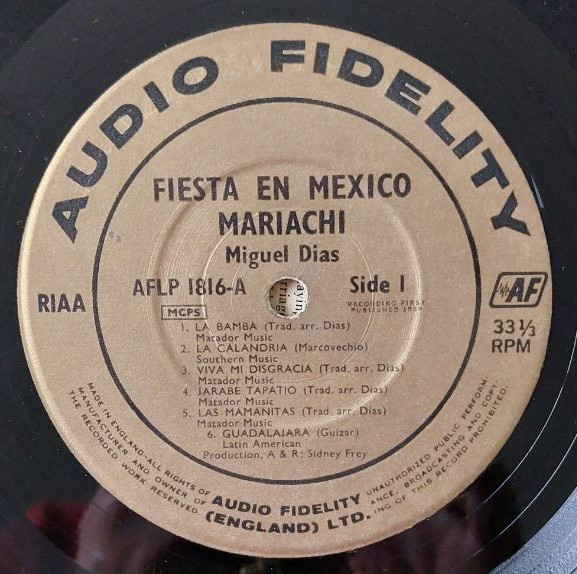 AUDIO FIDELITY
FIESTA EN MEXICO
MARIACHI
Miguel Dias
RIAA
AFLP 1816-A
Side 1
AF
MCPS
RECORDING FIRST
PUBLISHED 1959
33 1/3
RPM
1. LA BAMBA (Trad. arr. Dias)
Matador Music
2. LA CALANDRIA (Marcovechio)
Southern Music
3. VIVA MI DISGRACIA (Trad. arr. Dias)
Matador Music
4. JARABE TAPATIO (Trad. arr. Dias)
Matador Music
5. LAS MAMANITAS (Trad. arr. Dias)
Matador Music
6. GUADALAJARA (Guizar)
Latin American
Production, A & R: Sidney Frey
MADE IN ENGLAND—ALL RIGHTS OF
MANUFACTURER AND OWNER OF
THE RECORDED WORK RESERVED
AUDIO FIDELITY
(ENGLAND) LTD.
UNAUTHORIZED PUBLIC PERFORM-
ANCE, BROADCASTING AND COPY-
ING OF THIS RECORD PROHIBITED.